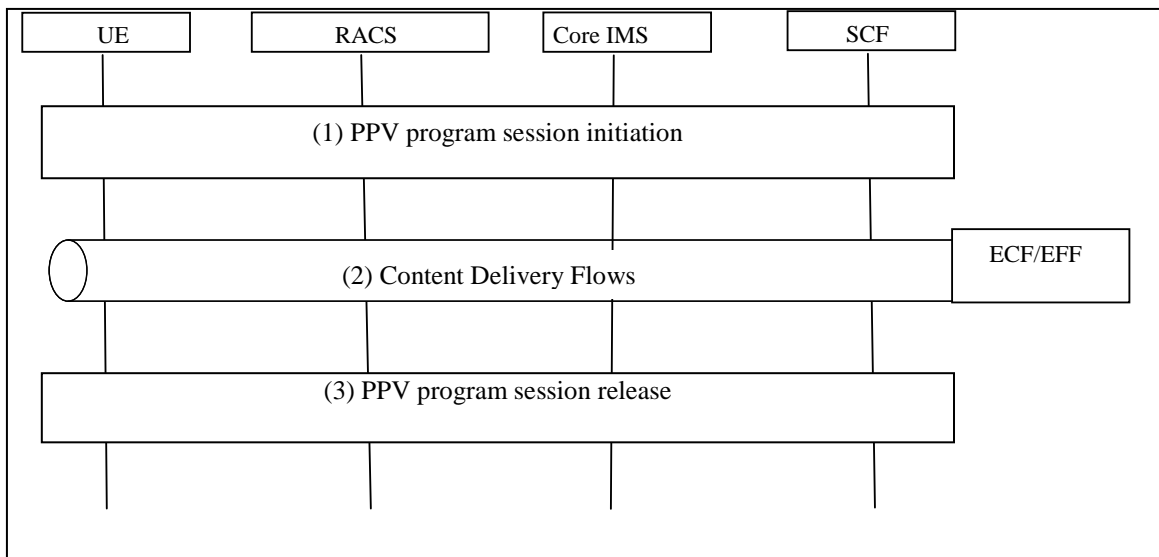 UE
RACS
Core IMS
SCF
(1) PPV program session initiation
ECF/EFF
(2) Content Delivery Flows
(3) PPV program session release